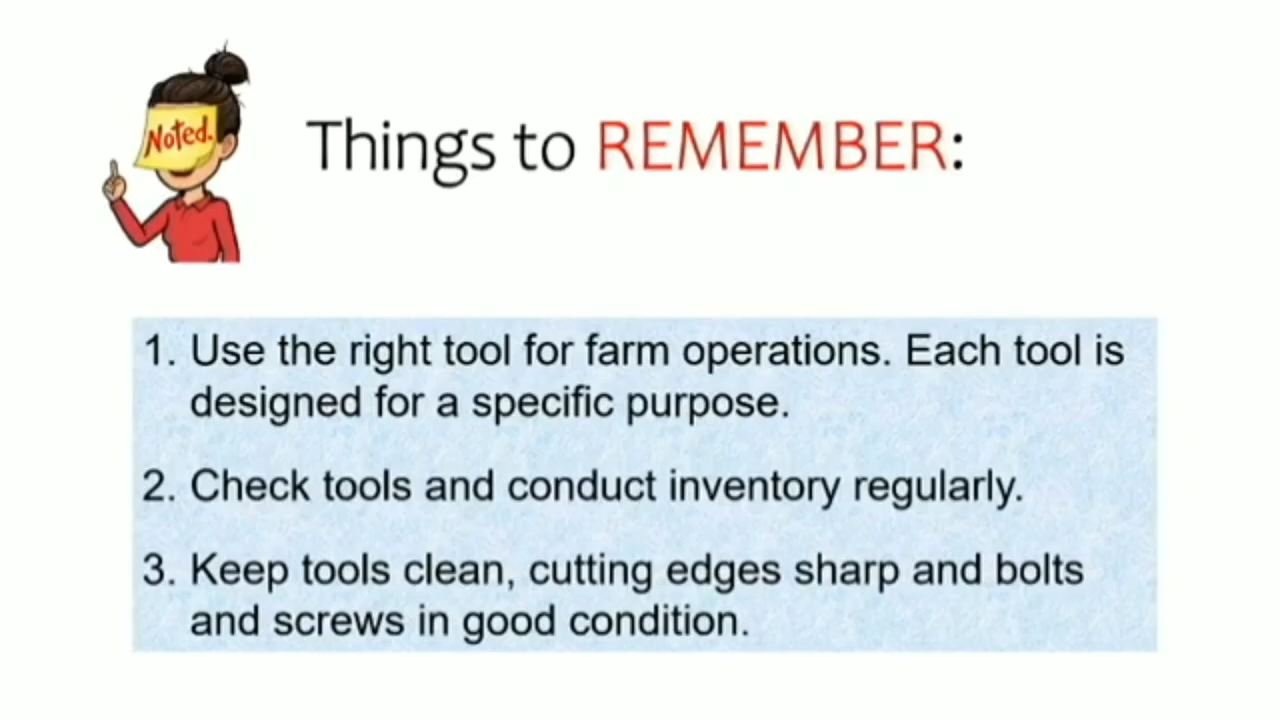 Noted.
Things to REMEMBER:
1. Use the right tool for farm operations. Each tool is
designed for a specific purpose.
2. Check tools and conduct inventory regularly.
3. Keep tools clean, cutting edges sharp and bolts
and screws in good condition.